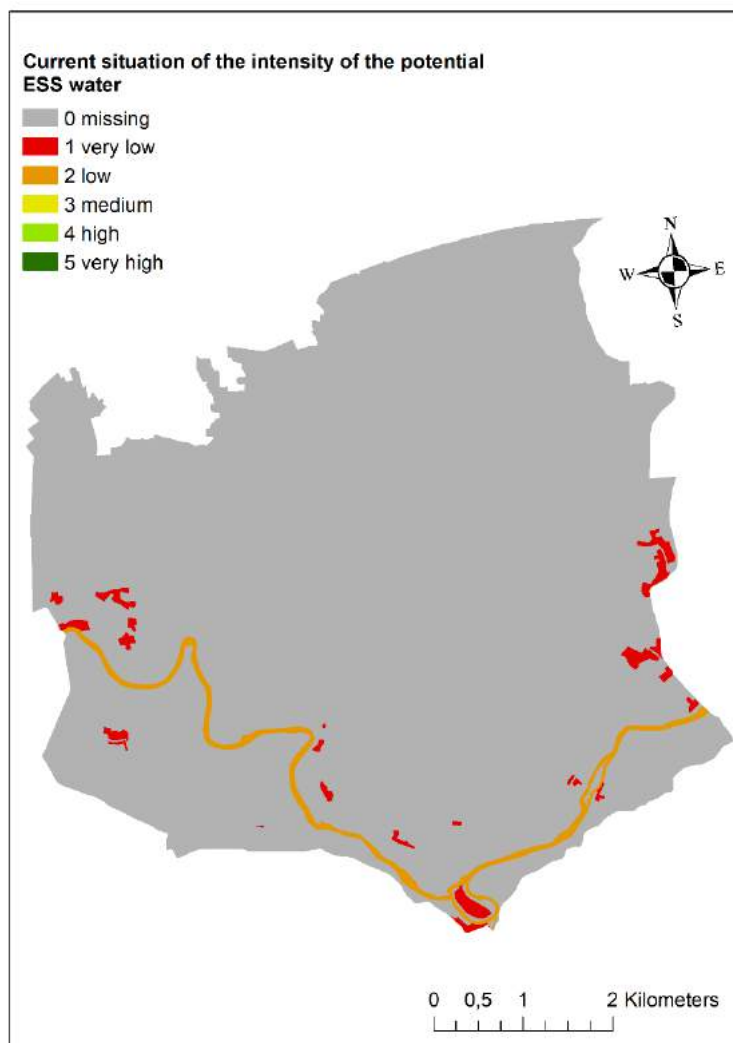 Current situation of the intensity of the potential
ESS water
0 missing
1 very low
2 low
3 medium
4 high
5 very high
N
W E
S
0 0,5 1 2 Kilometers